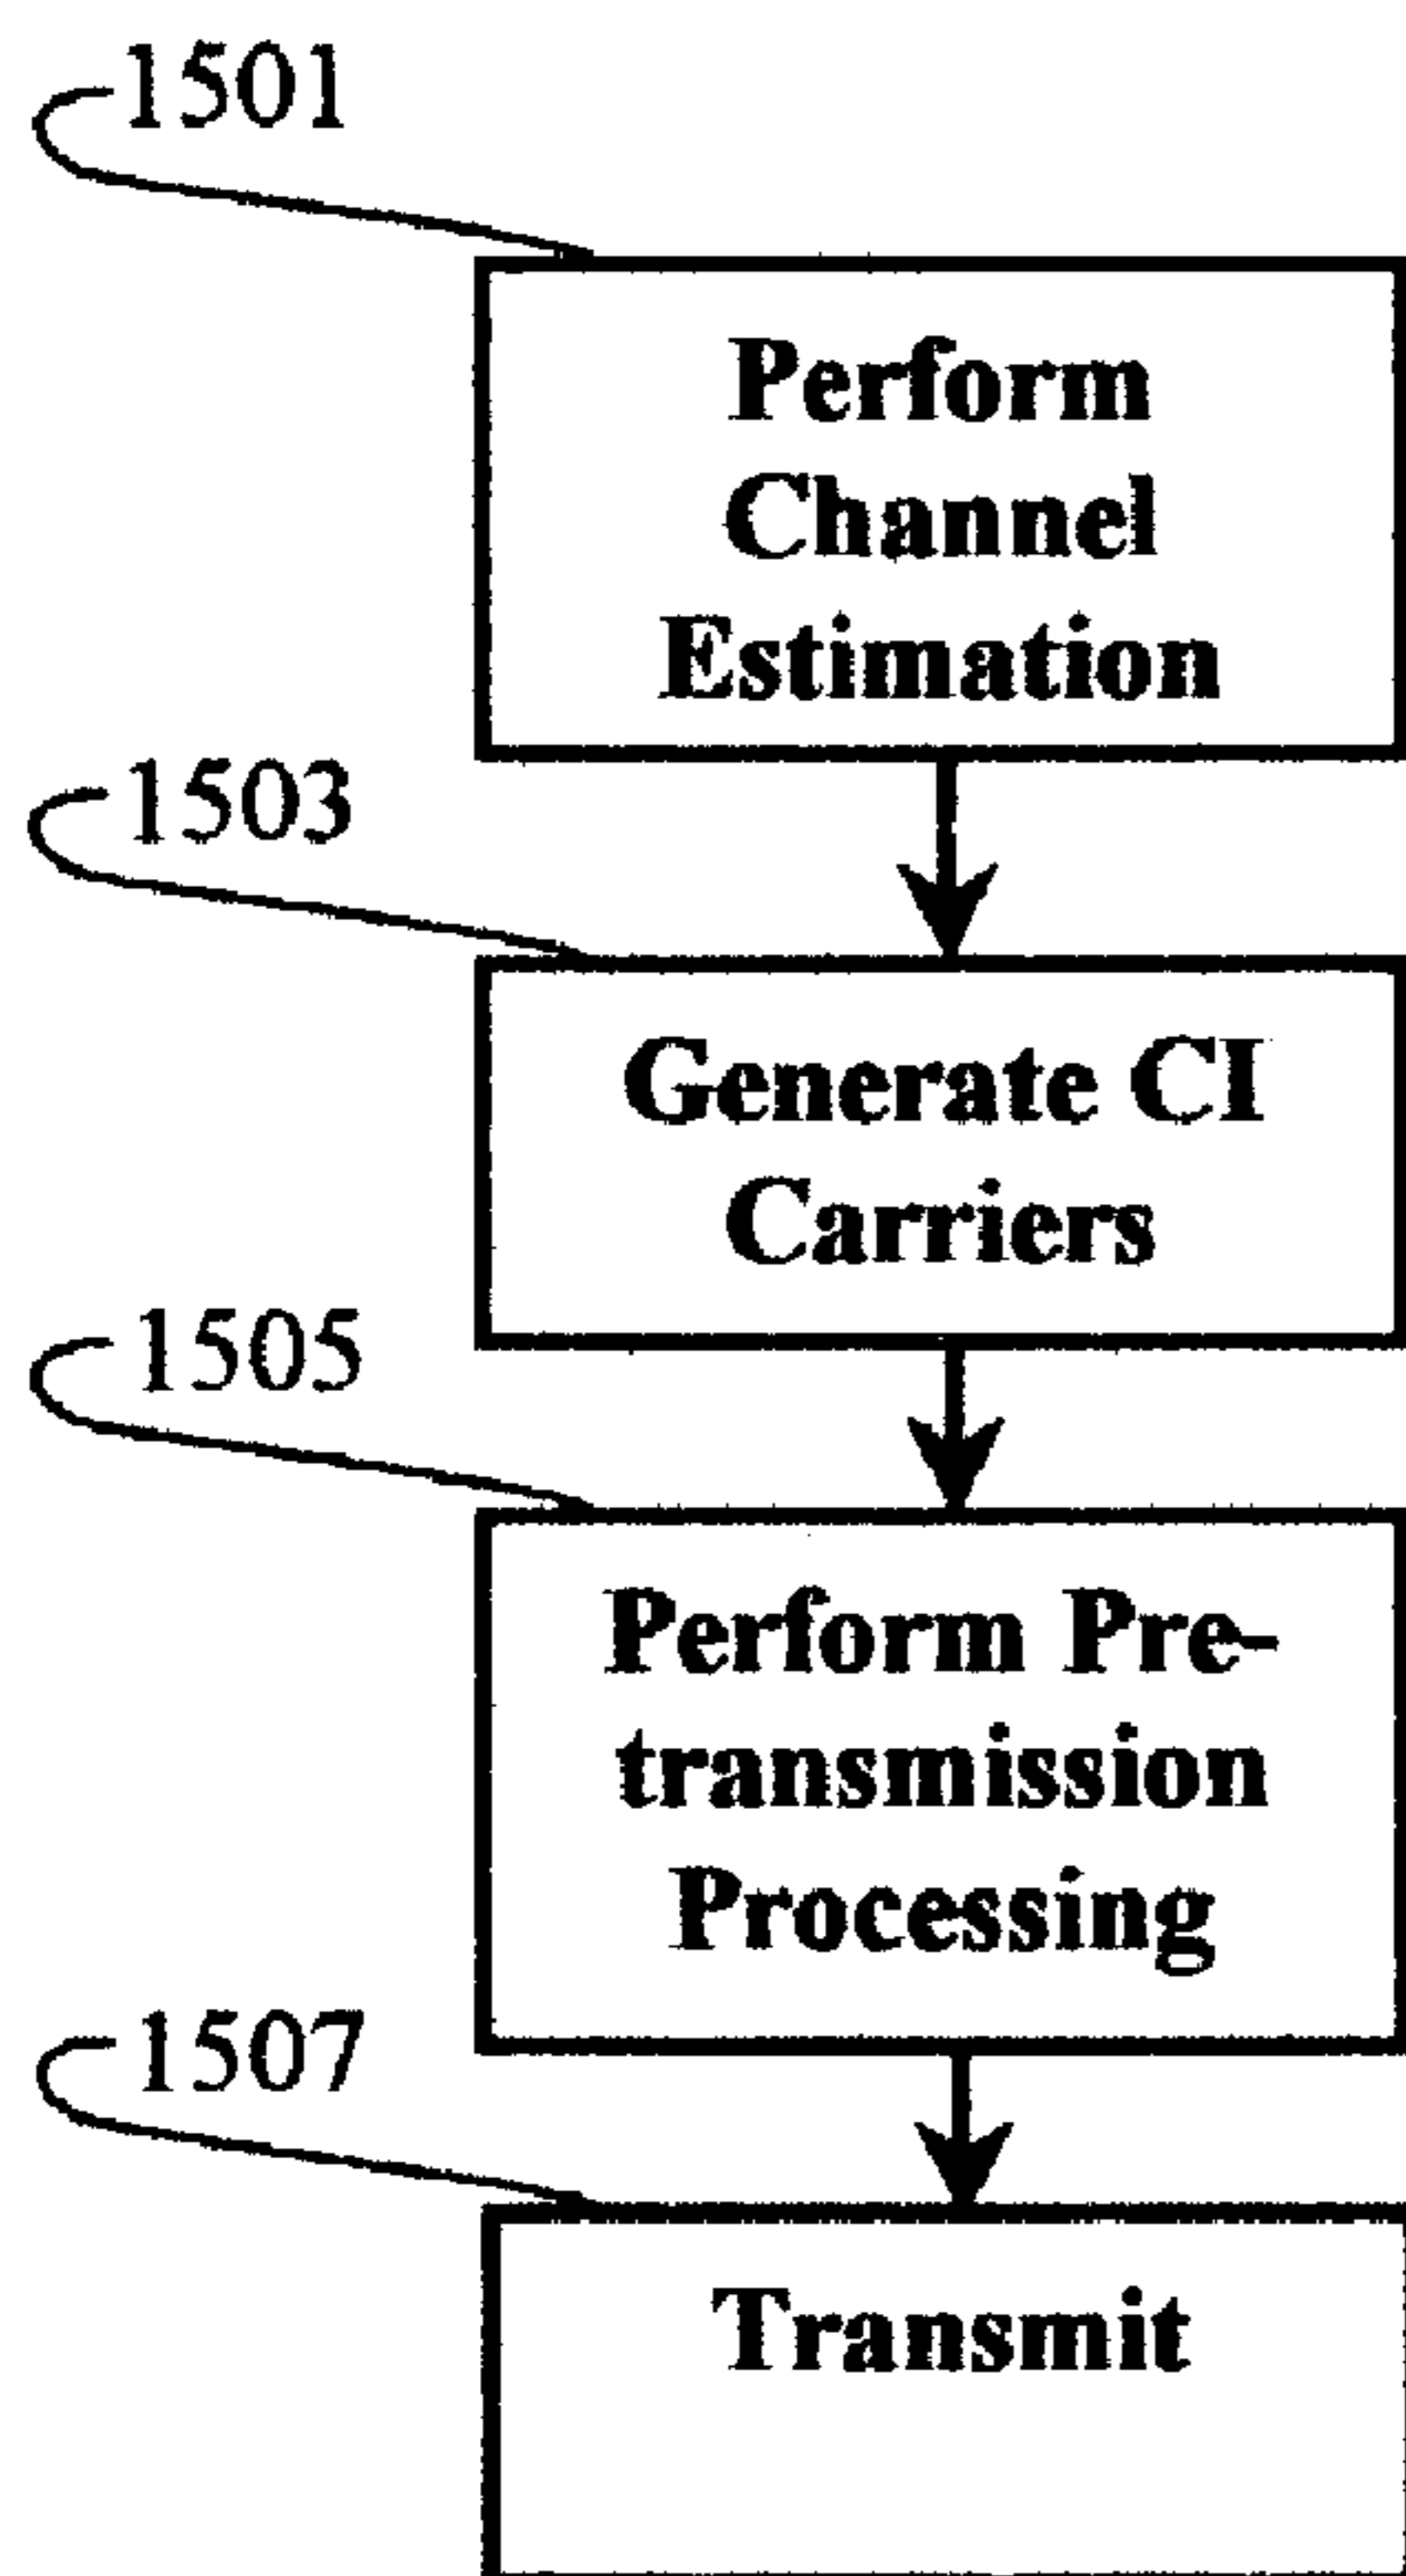 1501
Perform
Channel
Estimation
1503
Generate CI
Carriers
1505
Perform Pre-
transmission
Processing
1507
Transmit